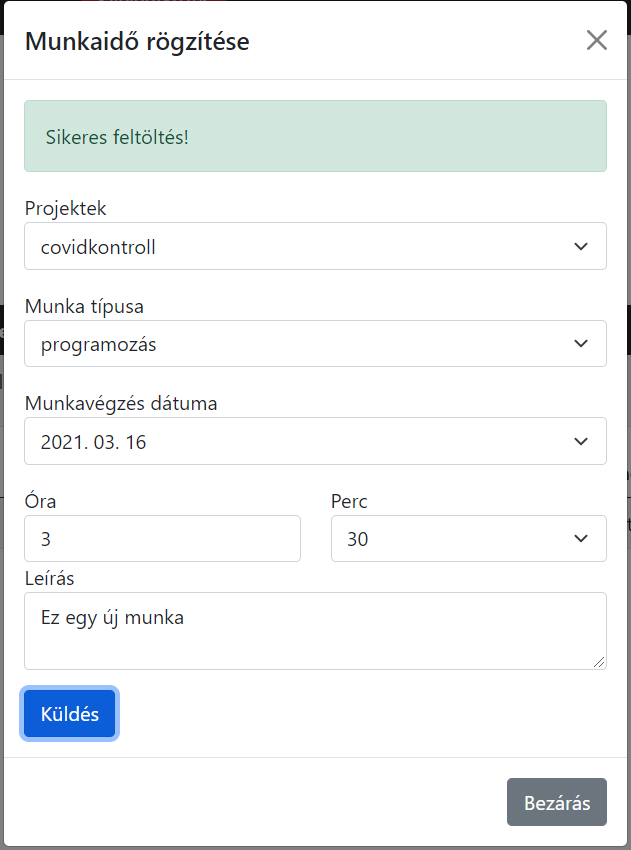 Munkaidő rögzítése
Sikeres feltöltés!
Projektek
covidkontroll
Munka típusa
programozás
Munkavégzés dátuma
2021. 03. 16
Óra
Perc
3
30
Leírás
Ez egy új munka
Küldés
Bezárás